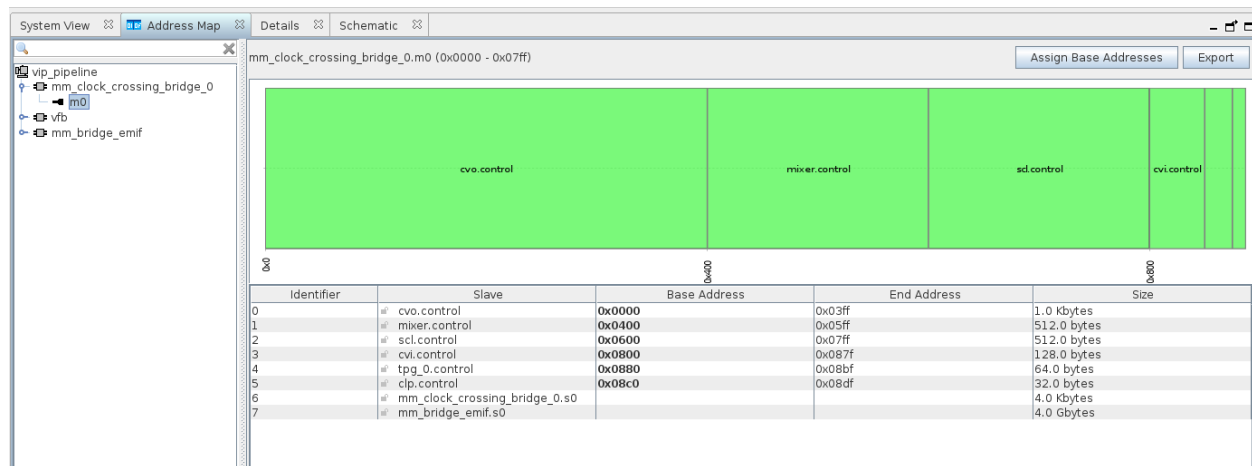 System View Address Map Details Schematic
mm_clock_crossing_bridge_0.m0 (0x0000 - 0x07ff) Assign Base Addresses Export
vip_pipeline
mm_clock_crossing_bridge_0
m0
vfb
mm_bridge_emif
cvo.control mixer.control scl.control cvi.control
0x0 0x400 0x800
Identifier Slave Base Address End Address Size
0 cvo.control 0x0000 0x03ff 1.0 Kbytes
1 mixer.control 0x0400 0x05ff 512.0 bytes
2 scl.control 0x0600 0x07ff 512.0 bytes
3 cvi.control 0x0800 0x087f 128.0 bytes
4 tpg_0.control 0x0880 0x08bf 64.0 bytes
5 clp.control 0x08c0 0x08df 32.0 bytes
6 mm_clock_crossing_bridge_0.s0 4.0 Kbytes
7 mm_bridge_emif.s0 4.0 Gbytes